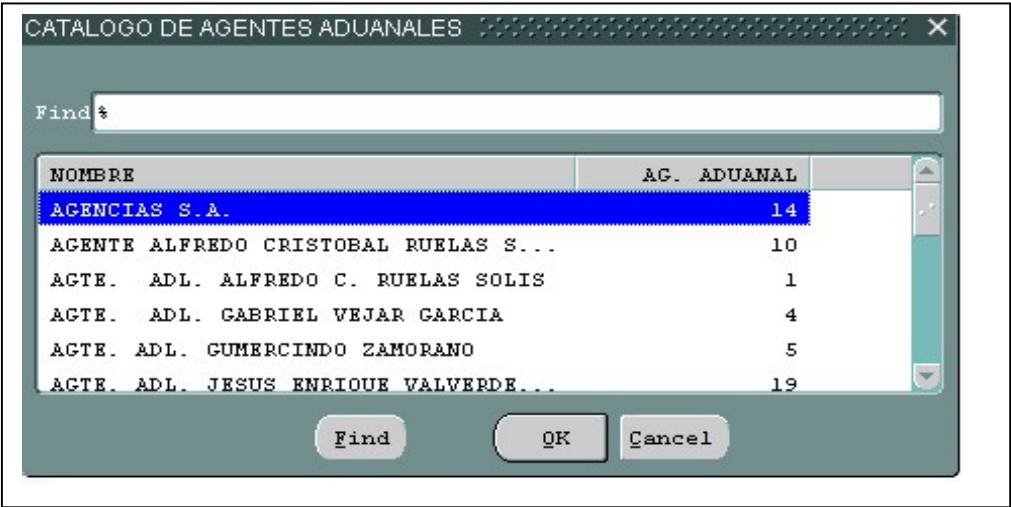 CATALOGO DE AGENTES ADUANALES
Find %
NOMBRE AG. ADUANAL
AGENCIAS S.A. 14
AGENTE ALFREDO CRISTOBAL RUELAS S... 10
AGTE. ADL. ALFREDO C. RUELAS SOLIS 1
AGTE. ADL. GABRIEL VEJAR GARCIA 4
AGTE. ADL. GUMERCINDO ZAMORANO 5
AGTE. ADL. JESUS ENRIQUE VALVERDE... 19
Find OK Cancel